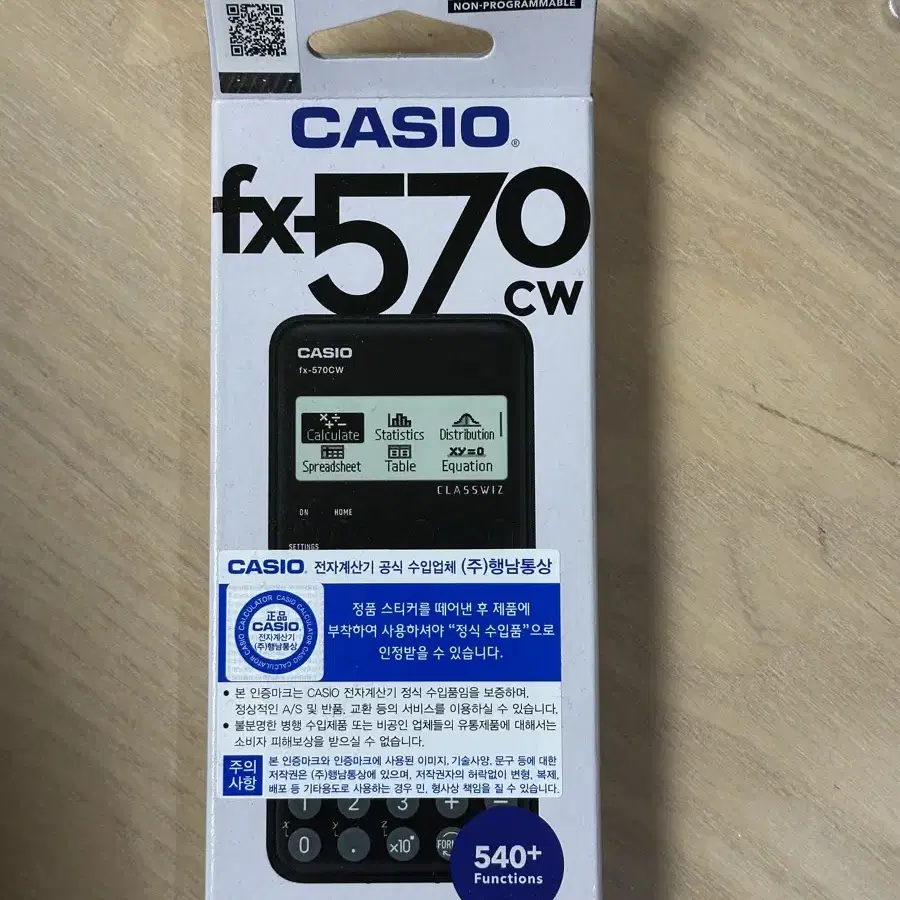 NON-PROGRAMMABLE
CASIO®
fx-570
CW
CASIO
fx-570CW
Calculate Statistics Distribution
Spreadsheet Table Equation
CLASSWIZ
ON HOME
SETTINGS
CASIO 전자계산기 공식 수입업체 (주)행남통상
CASIO CALCULATOR CASIO CALCULATOR
正品
CASIO
전자계산기
(주)행남통상
정품 스티커를 떼어낸 후 제품에
부착하여 사용하셔야 “정식 수입품”으로
인정받을 수 있습니다.
• 본 인증마크는 CASIO 전자계산기 정식 수입품임을 보증하며,
정상적인 A/S 및 반품, 교환 등의 서비스를 이용하실 수 있습니다.
• 불분명한 병행 수입제품 또는 비공인 업체들의 유통제품에 대해서는
소비자 피해보상을 받으실 수 없습니다.
주의
사항
본 인증마크와 인증마크에 사용된 이미지, 기술사양, 문구 등에 대한
저작권은 (주)행남통상에 있으며, 저작권자의 허락없이 변형, 복제,
배포 등 기타용도로 사용하는 경우 민, 형사상 책임을 질 수 있습니다.
1 2 3 + −
x y z
0 . ×10
540+
Functions